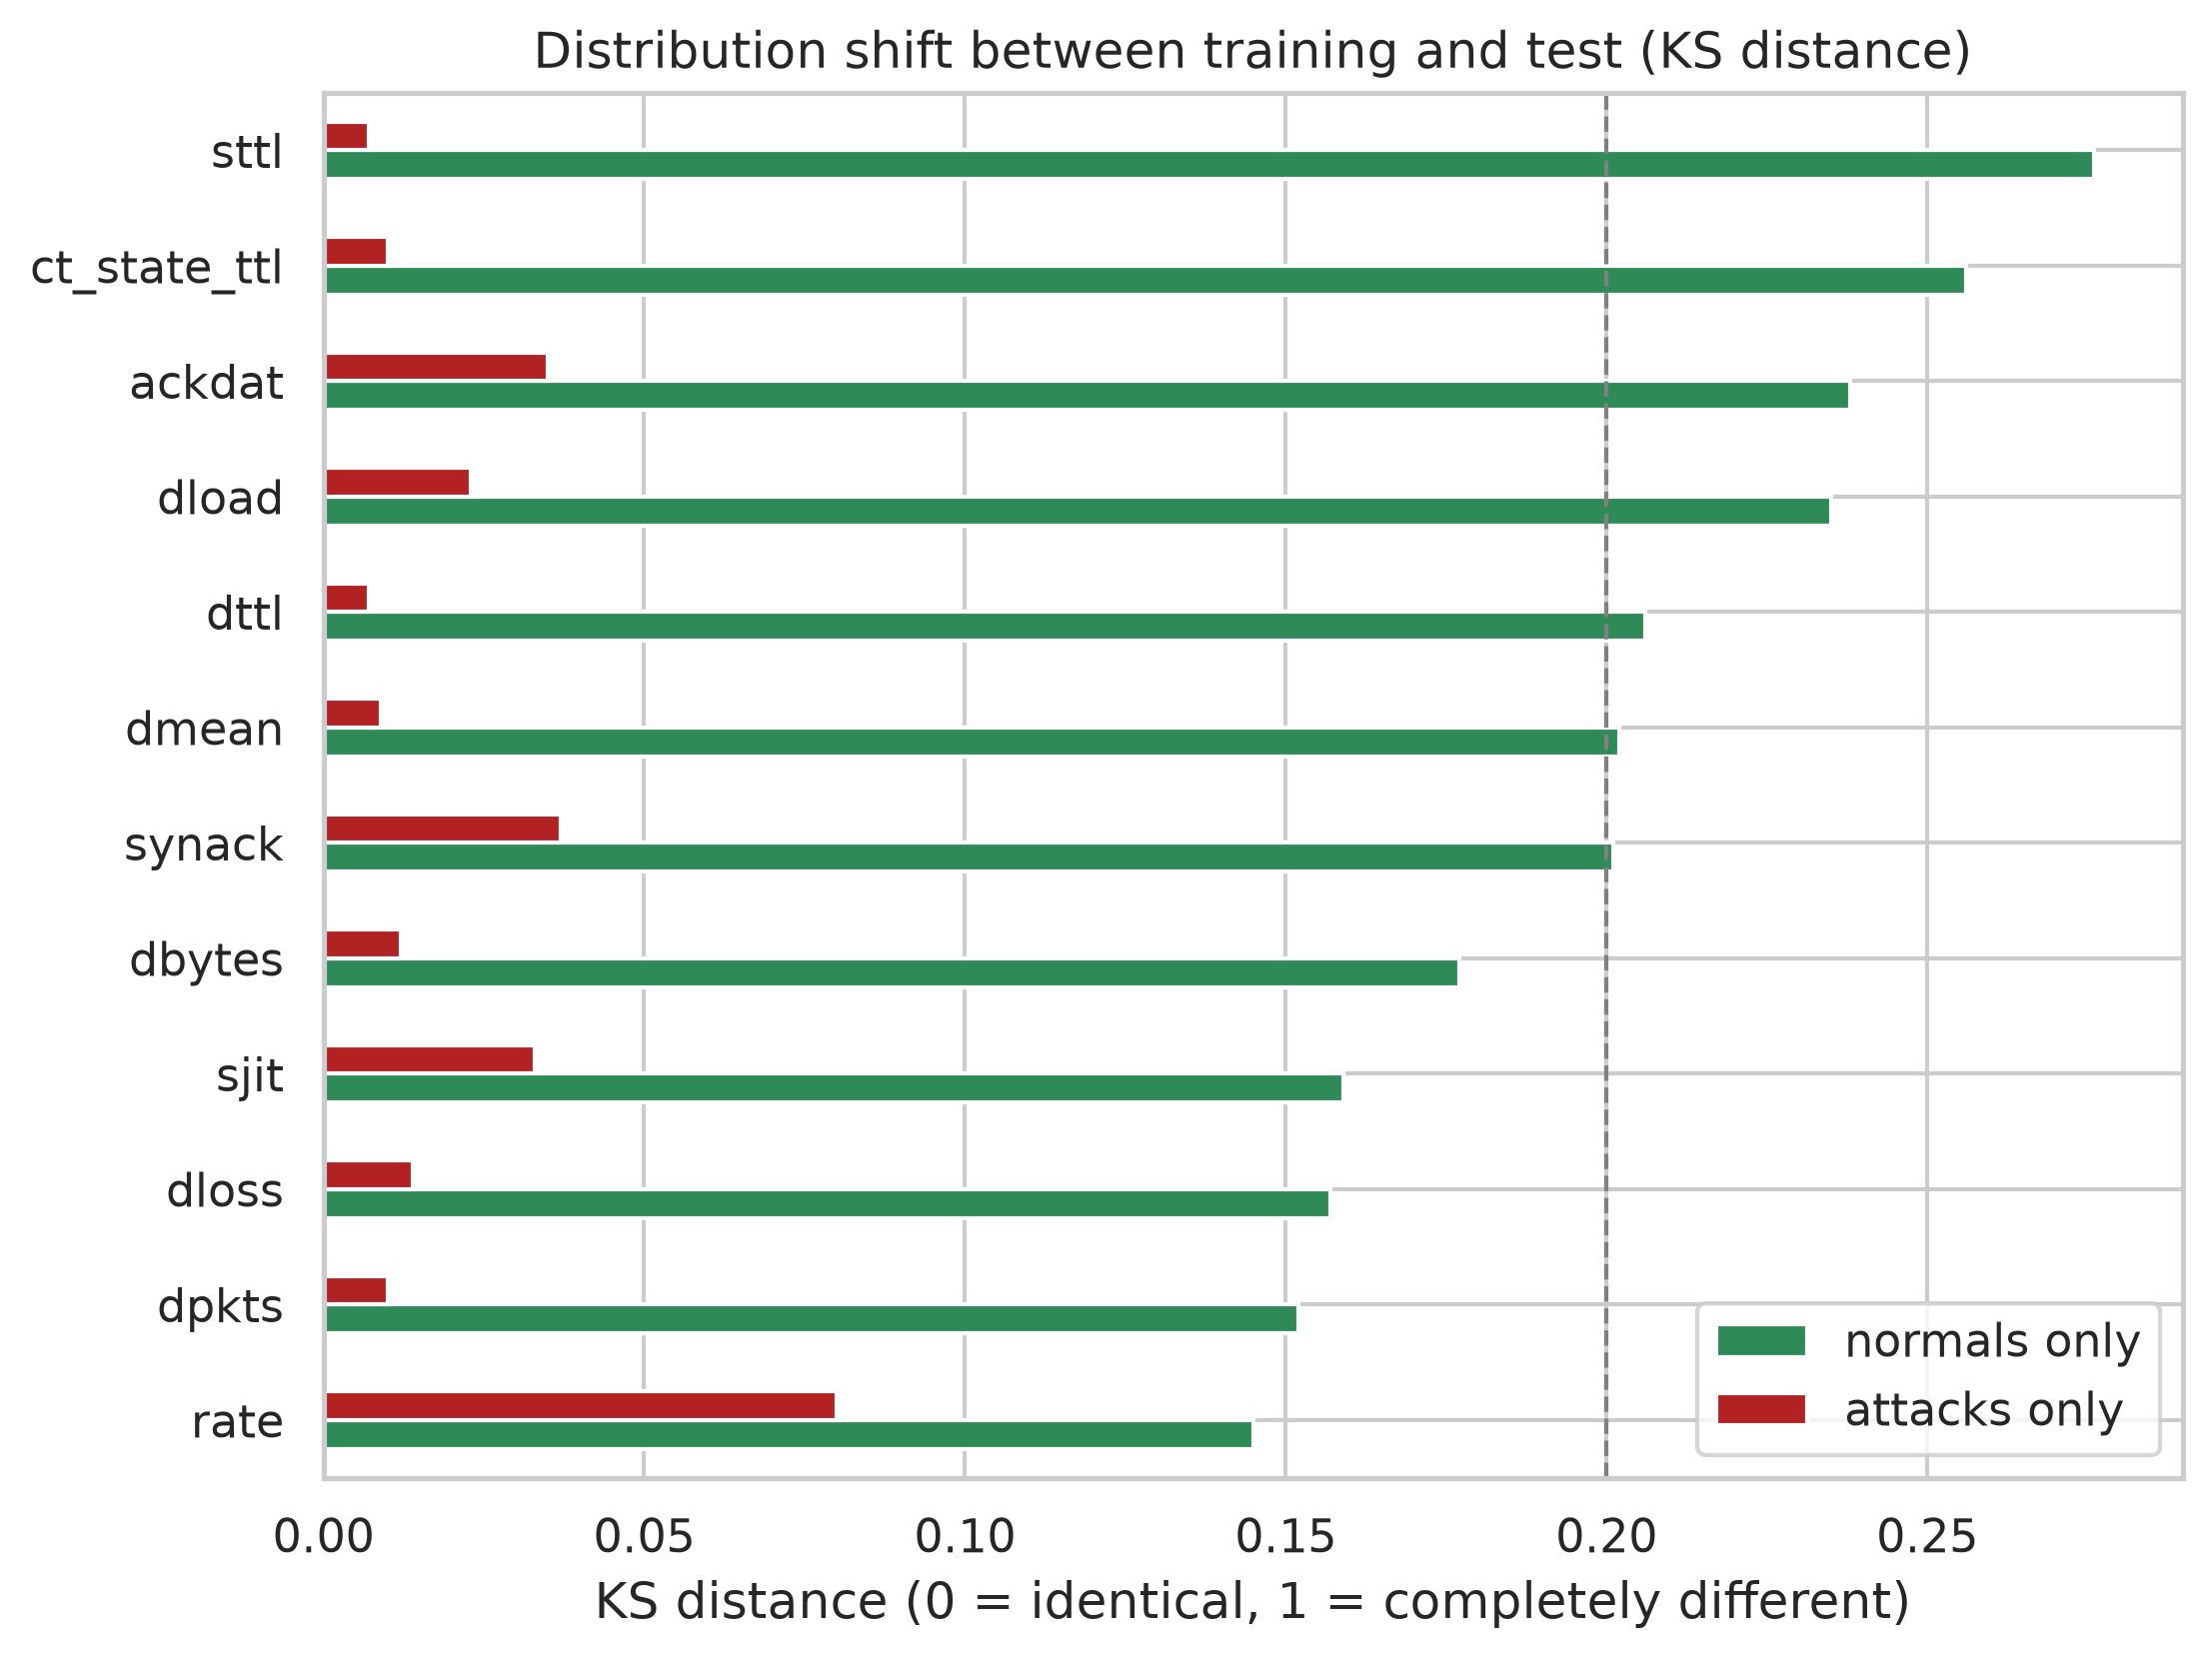 Distribution shift between training and test (KS distance)
sttl
ct_state_ttl
ackdat
dload
dttl
dmean
synack
dbytes
sjit
dloss
dpkts
rate
normals only
attacks only
0.00 0.05 0.10 0.15 0.20 0.25
KS distance (0 = identical, 1 = completely different)